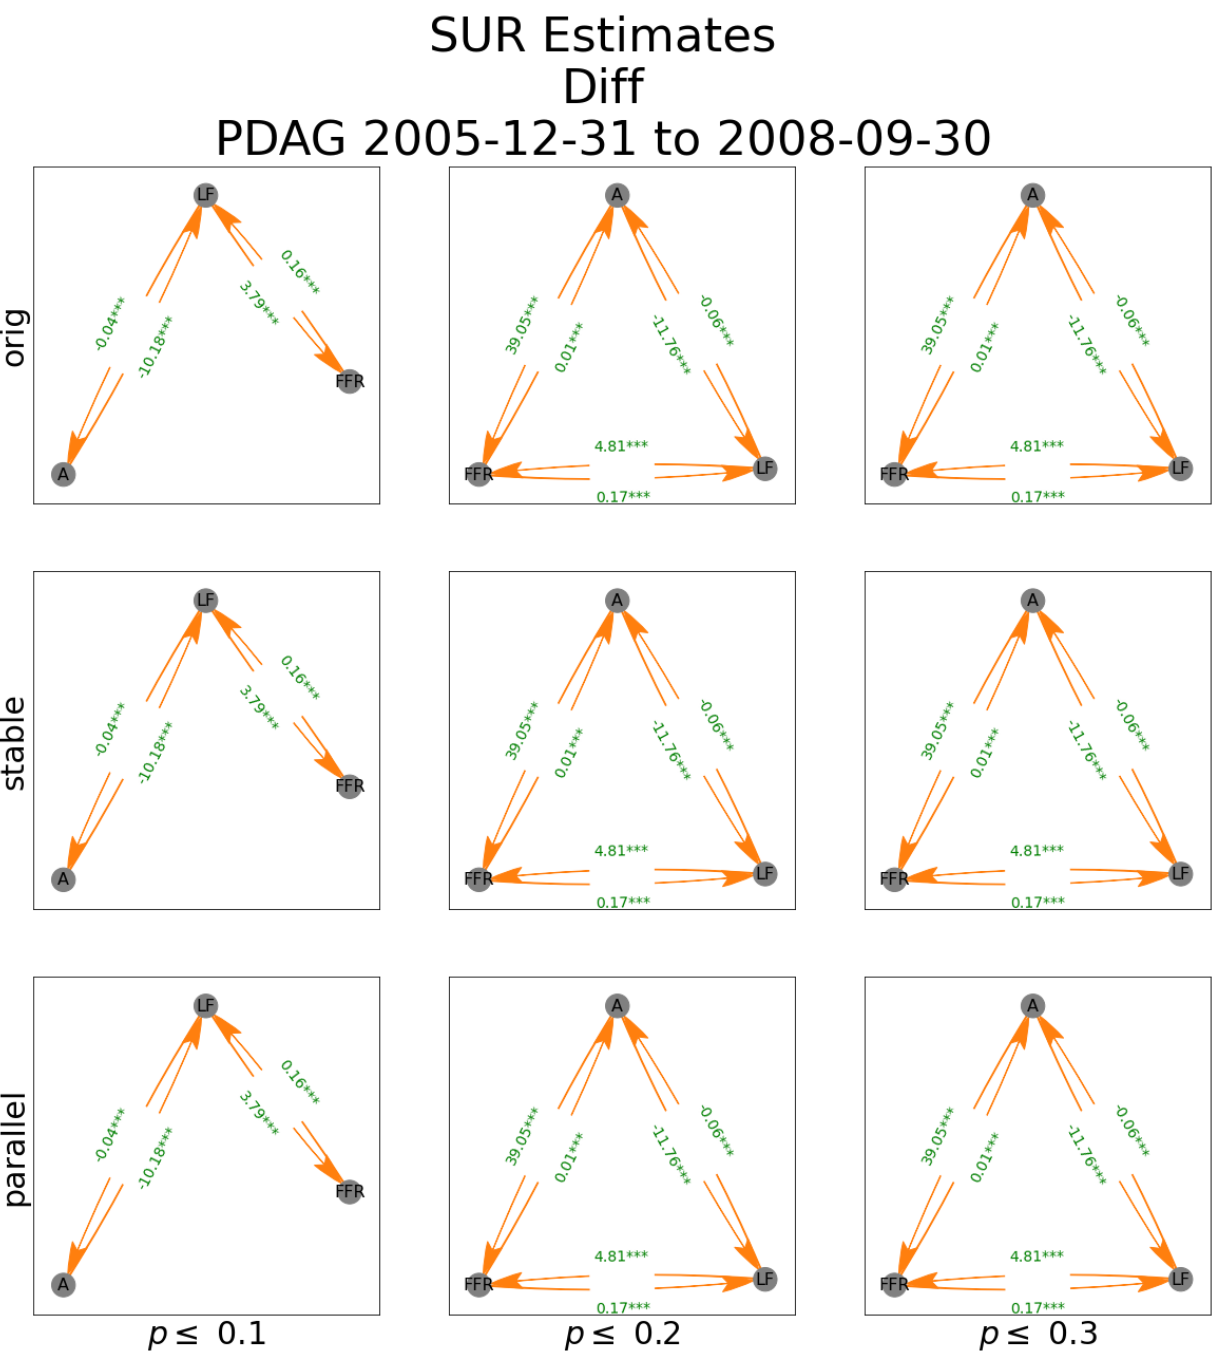 SUR Estimates
Diff
PDAG 2005-12-31 to 2008-09-30
orig
LF
0.16***
3.79***
-0.04***
-10.18***
FFR
A
A
39.05***
0.01***
-0.06***
-11.76***
4.81***
FFR
LF
0.17***
A
39.05***
0.01***
-0.06***
-11.76***
4.81***
FFR
LF
0.17***
stable
LF
0.16***
3.79***
-0.04***
-10.18***
FFR
A
A
39.05***
0.01***
-0.06***
-11.76***
4.81***
FFR
LF
0.17***
A
39.05***
0.01***
-0.06***
-11.76***
4.81***
FFR
LF
0.17***
parallel
LF
0.16***
3.79***
-0.04***
-10.18***
FFR
A
A
39.05***
0.01***
-0.06***
-11.76***
4.81***
FFR
LF
0.17***
A
39.05***
0.01***
-0.06***
-11.76***
4.81***
FFR
LF
0.17***
p ≤ 0.1
p ≤ 0.2
p ≤ 0.3